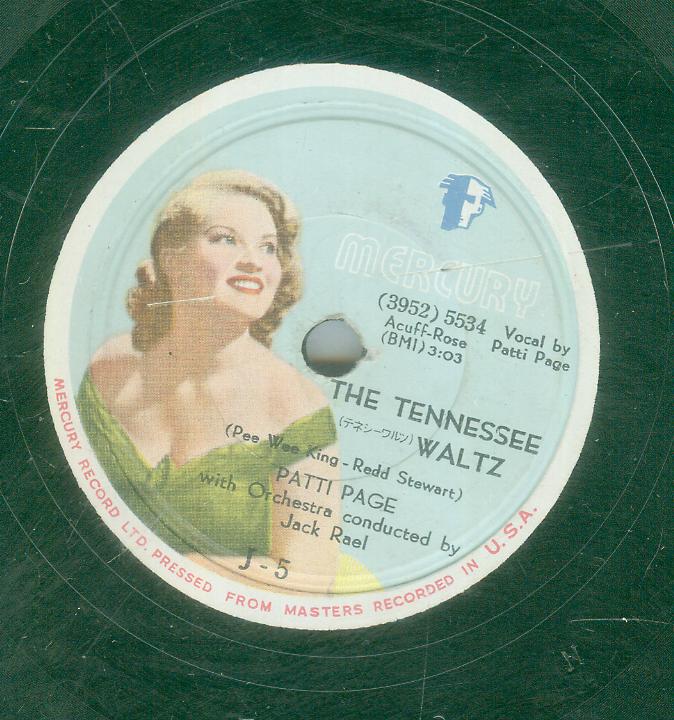 MERCURY
(3952) 5534 Vocal by
Acuff-Rose Patti Page
(BMI) 3:03
THE TENNESSEE
(テネシーワルツ) WALTZ
(Pee Wee King - Redd Stewart)
PATTI PAGE
with Orchestra conducted by
Jack Rael
J-5
MERCURY RECORD LTD. PRESSED FROM MASTERS RECORDED IN U.S.A.